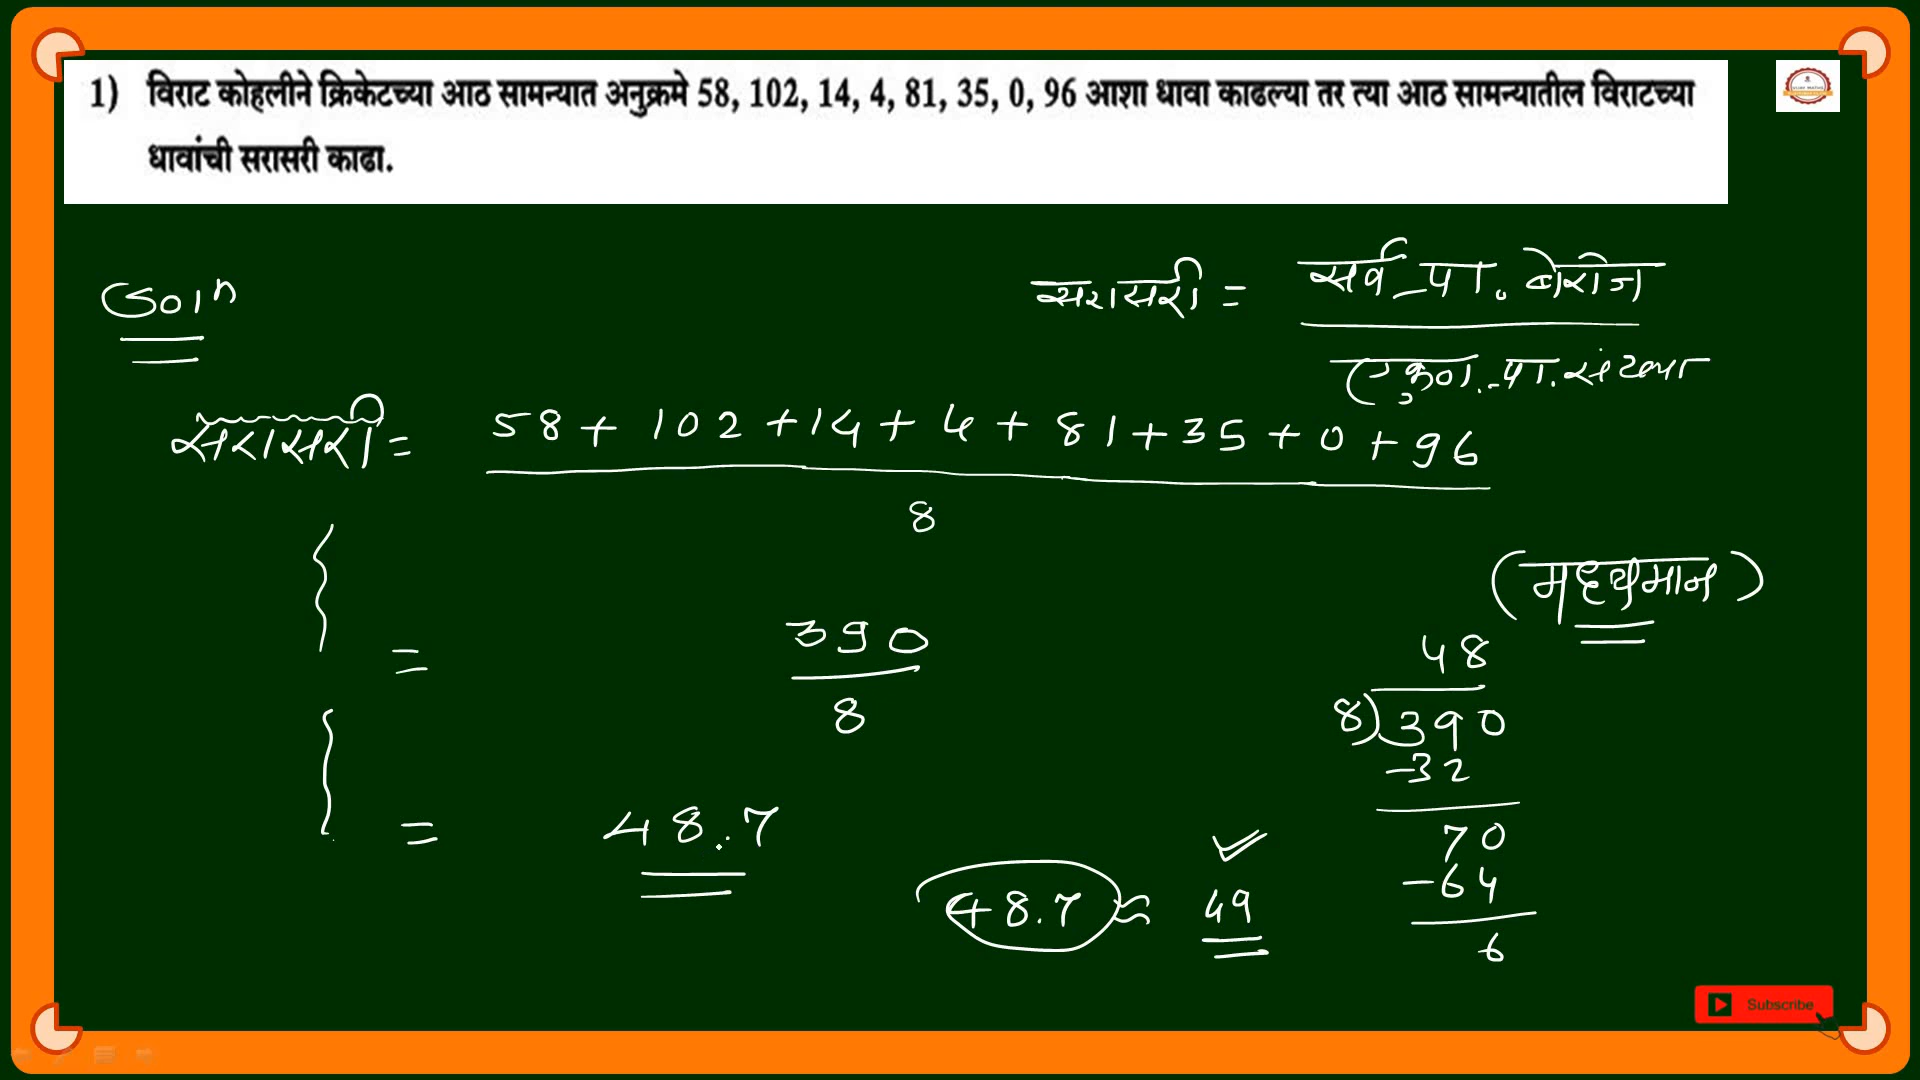 1) विराट कोहलीने क्रिकेटच्या आठ सामन्यात अनुक्रमे 58, 102, 14, 4, 81, 35, 0, 96 आशा धावा काढल्या तर त्या आठ सामन्यातील विराटच्या
धावांची सरासरी काढा.
Solⁿ
सरासरी = सर्व प्रा. बेरीज
एकुण. प्रा. संख्या
सरासरी = 58 + 102 + 14 + 4 + 81 + 35 + 0 + 96
8
(मध्यमान)
= 390
8
48
8)390
-32
70
-64
6
= 48.7
48.7 ≈ 49
Subscribe